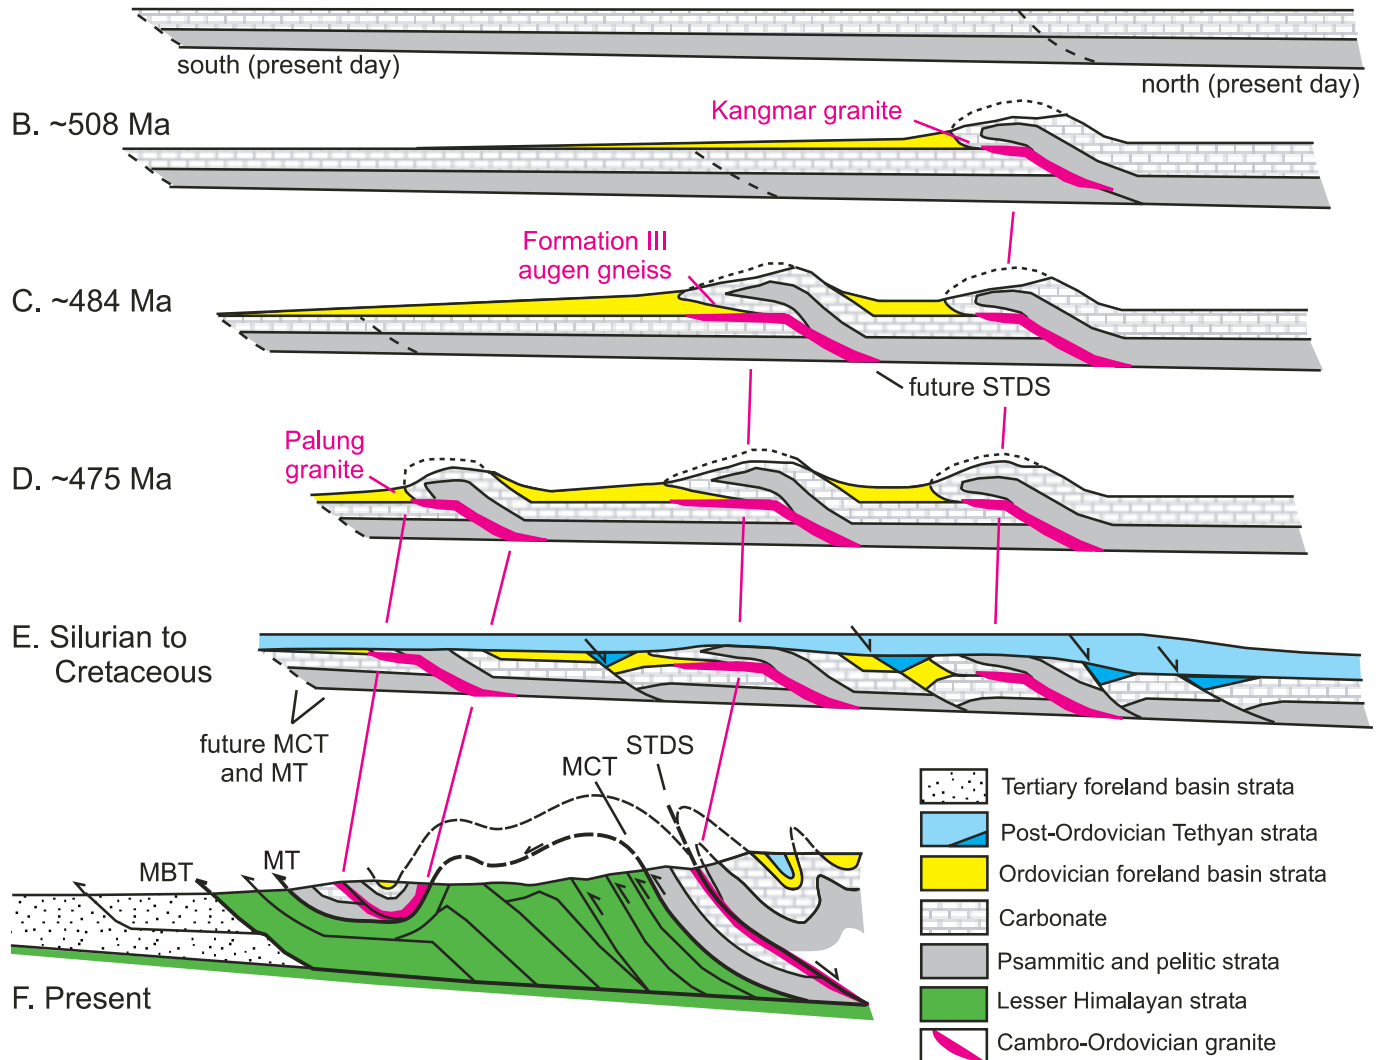 south (present day)
north (present day)
B. ~508 Ma
Kangmar granite
Formation III
augen gneiss
C. ~484 Ma
future STDS
Palung
granite
D. ~475 Ma
E. Silurian to
Cretaceous
future MCT
and MT
STDS
MCT
MT
MBT
F. Present
Tertiary foreland basin strata
Post-Ordovician Tethyan strata
Ordovician foreland basin strata
Carbonate
Psammitic and pelitic strata
Lesser Himalayan strata
Cambro-Ordovician granite